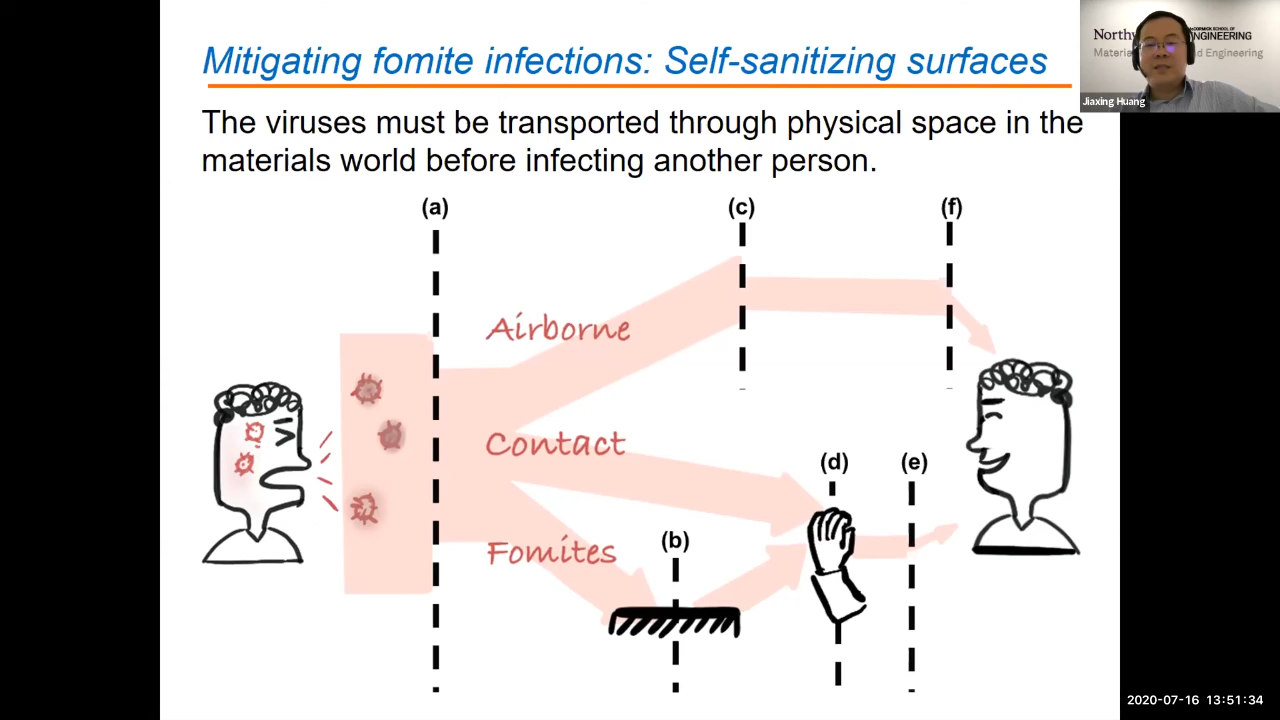 Mitigating fomite infections: Self-sanitizing surfaces
The viruses must be transported through physical space in the
materials world before infecting another person.
(a)
(c)
(f)
Airborne
Contact
(d)
(e)
(b)
Fomites
ENGINEERING
Jiaxing Huang
2020-07-16 13:51:34